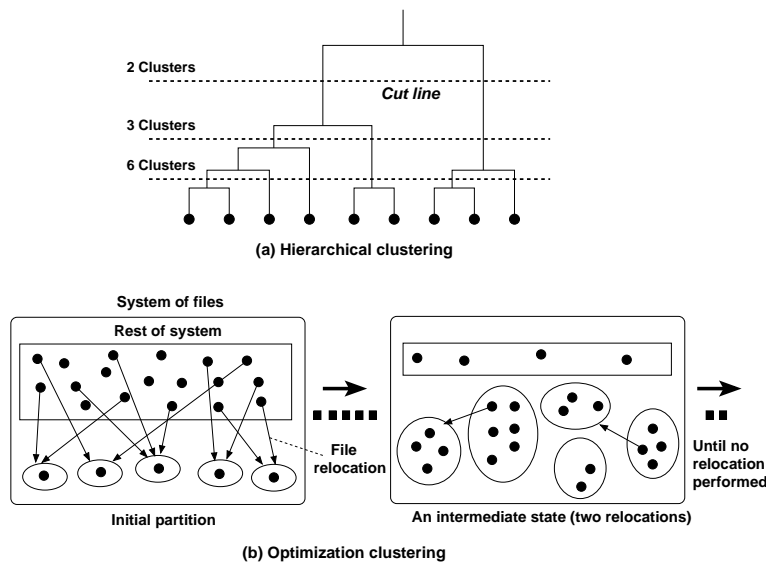 2 Clusters
Cut line
3 Clusters
6 Clusters
(a) Hierarchical clustering
System of files
Rest of system
File
relocation
Until no
relocation
performed
Initial partition
An intermediate state (two relocations)
(b) Optimization clustering